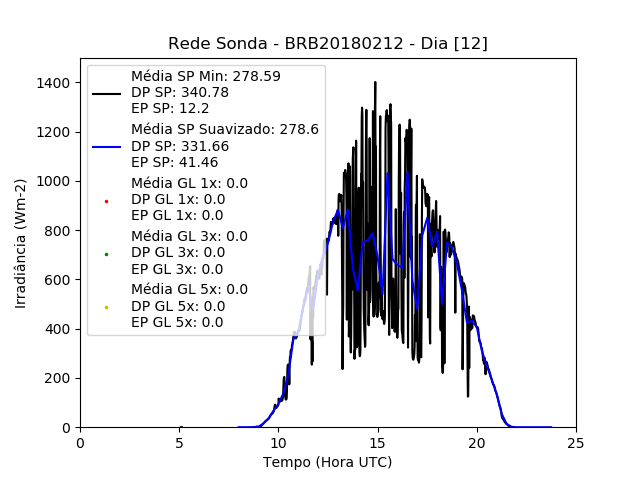 Rede Sonda - BRB20180212 - Dia [12]
Média SP Min: 278.59
DP SP: 340.78
EP SP: 12.2
Média SP Suavizado: 278.6
DP SP: 331.66
EP SP: 41.46
Média GL 1x: 0.0
DP GL 1x: 0.0
EP GL 1x: 0.0
Média GL 3x: 0.0
DP GL 3x: 0.0
EP GL 3x: 0.0
Média GL 5x: 0.0
DP GL 5x: 0.0
EP GL 5x: 0.0
Irradiância (Wm-2)
1400
1200
1000
800
600
400
200
0
0 5 10 15 20 25
Tempo (Hora UTC)